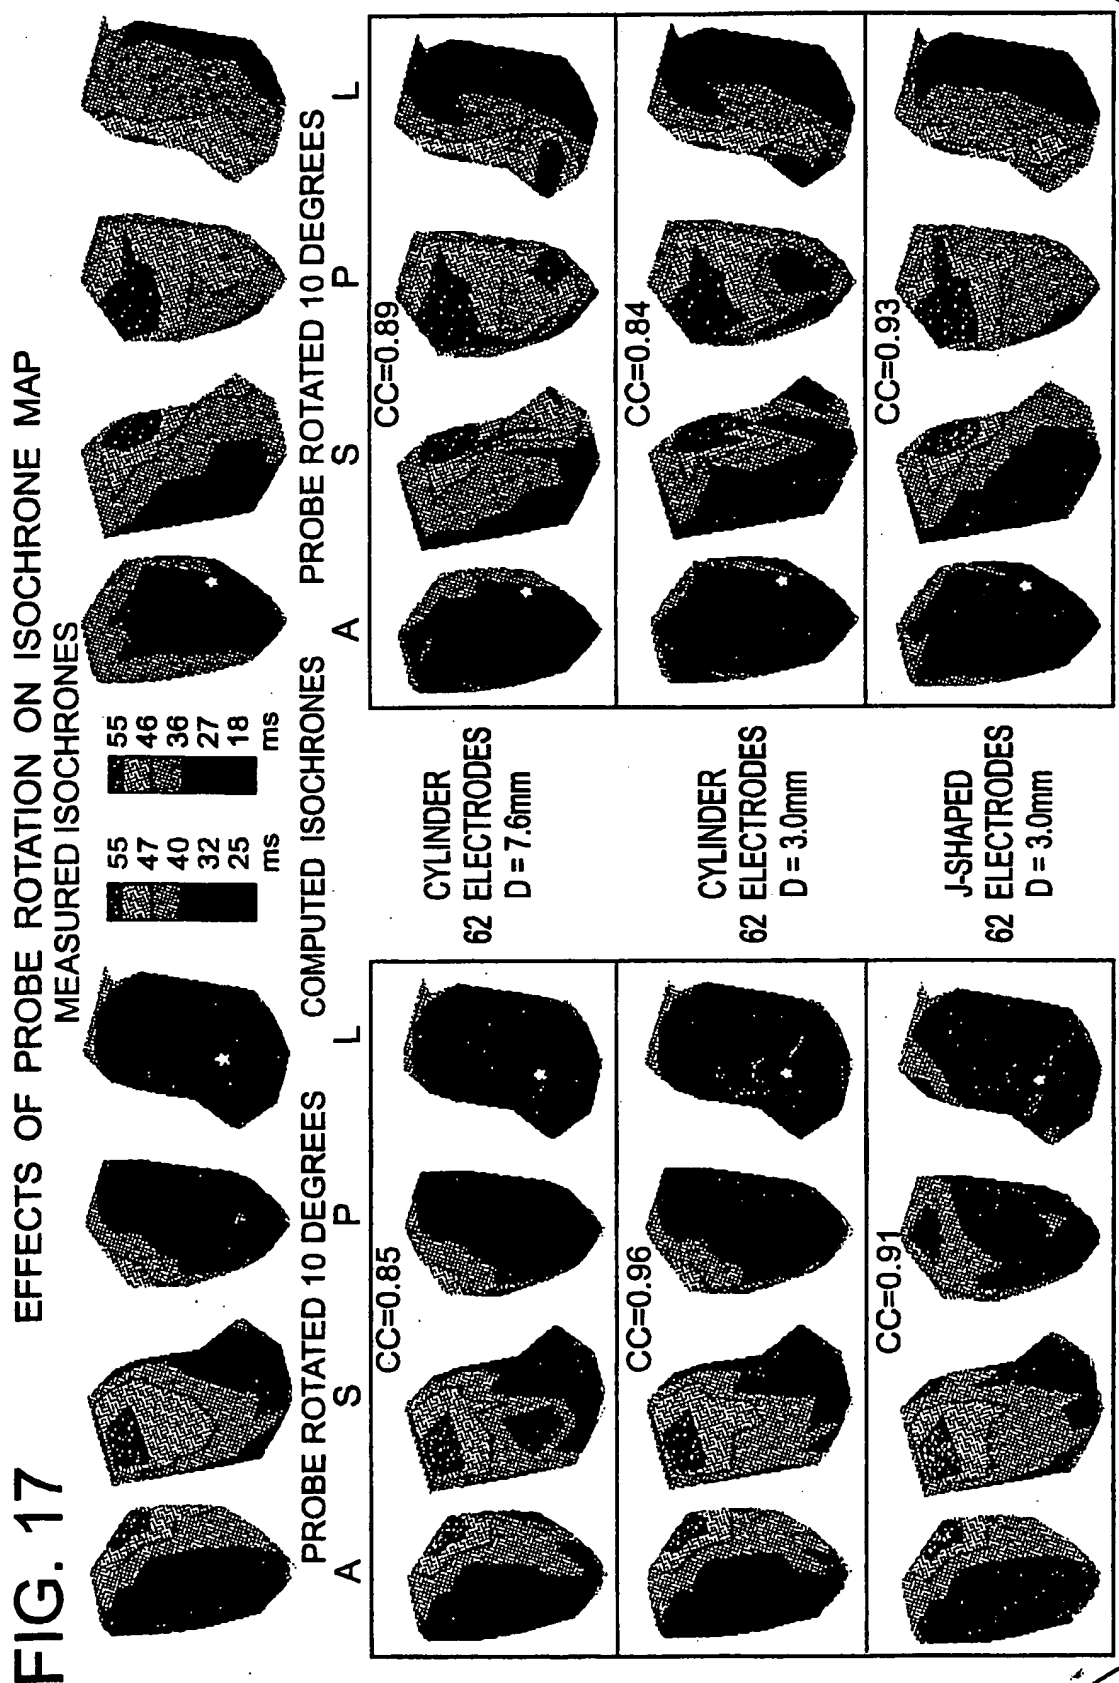 FIG. 17
EFFECTS OF PROBE ROTATION ON ISOCHRONE MAP
MEASURED ISOCHRONES
55
47
40
32
25
ms
55
46
36
27
18
ms
COMPUTED ISOCHRONES
PROBE ROTATED 10 DEGREES
A S P L
PROBE ROTATED 10 DEGREES
A S P L
CC=0.85
CYLINDER
62 ELECTRODES
D = 7.6mm
CC=0.89
CC=0.96
CYLINDER
62 ELECTRODES
D = 3.0mm
CC=0.84
CC=0.91
J-SHAPED
62 ELECTRODES
D = 3.0mm
CC=0.93